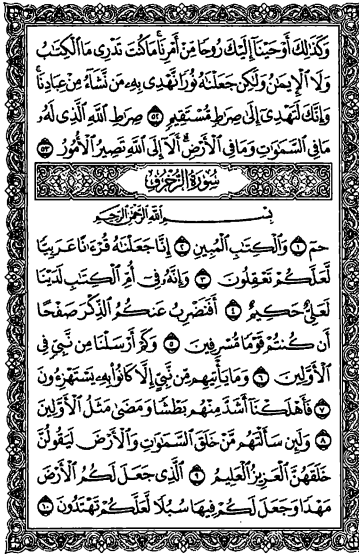 وَكَذَٰلِكَ أَوْحَيْنَآ إِلَيْكَ رُوحًا مِّنْ أَمْرِنَا ۚ مَا كُنتَ تَدْرِى مَا ٱلْكِتَٰبُ
وَلَا ٱلْإِيمَٰنُ وَلَٰكِن جَعَلْنَٰهُ نُورًا نَّهْدِى بِهِۦ مَن نَّشَآءُ مِنْ عِبَادِنَا ۚ
وَإِنَّكَ لَتَهْدِىٓ إِلَىٰ صِرَٰطٍ مُّسْتَقِيمٍ ٥٢ صِرَٰطِ ٱللَّهِ ٱلَّذِى لَهُۥ
مَا فِى ٱلسَّمَٰوَٰتِ وَمَا فِى ٱلْأَرْضِ ۗ أَلَآ إِلَى ٱللَّهِ تَصِيرُ ٱلْأُمُورُ ٥٣
سُورَةُ الزُّخْرُفِ
بِسْمِ ٱللَّهِ ٱلرَّحْمَٰنِ ٱلرَّحِيمِ
حمٓ ١ وَٱلْكِتَٰبِ ٱلْمُبِينِ ٢ إِنَّا جَعَلْنَٰهُ قُرْءَٰنًا عَرَبِيًّا
لَّعَلَّكُمْ تَعْقِلُونَ ٣ وَإِنَّهُۥ فِىٓ أُمِّ ٱلْكِتَٰبِ لَدَيْنَا
لَعَلِىٌّ حَكِيمٌ ٤ أَفَنَضْرِبُ عَنكُمُ ٱلذِّكْرَ صَفْحًا
أَن كُنتُمْ قَوْمًا مُّسْرِفِينَ ٥ وَكَمْ أَرْسَلْنَا مِن نَّبِىٍّ فِى
ٱلْأَوَّلِينَ ٦ وَمَا يَأْتِيهِم مِّن نَّبِىٍّ إِلَّا كَانُوا۟ بِهِۦ يَسْتَهْزِءُونَ
٧ فَأَهْلَكْنَآ أَشَدَّ مِنْهُم بَطْشًا وَمَضَىٰ مَثَلُ ٱلْأَوَّلِينَ
٨ وَلَئِن سَأَلْتَهُم مَّنْ خَلَقَ ٱلسَّمَٰوَٰتِ وَٱلْأَرْضَ لَيَقُولُنَّ
خَلَقَهُنَّ ٱلْعَزِيزُ ٱلْعَلِيمُ ٩ ٱلَّذِى جَعَلَ لَكُمُ ٱلْأَرْضَ
مَهْدًا وَجَعَلَ لَكُمْ فِيهَا سُبُلًا لَّعَلَّكُمْ تَهْتَدُونَ ١٠